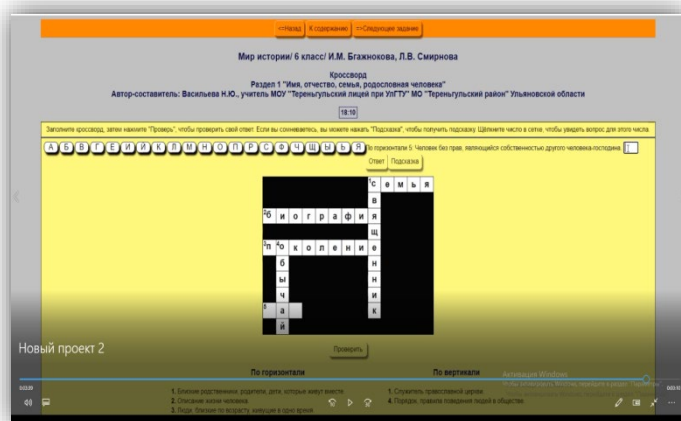 <=Назад К содержанию =>Следующее задание
Мир истории/ 6 класс/ И.М. Бгажнокова, Л.В. Смирнова
Кроссворд
Раздел 1 "Имя, отчество, семья, родословная человека"
Автор-составитель: Васильева Н.Ю., учитель МОУ "Тереньгульский лицей при УлГТУ" МО "Тереньгульский район" Ульяновской области
18:10
Заполните кроссворд, затем нажмите "Проверь", чтобы проверить свой ответ. Если вы сомневаетесь, вы можете нажать "Подсказка", чтобы получить подсказку. Щёлкните число в сетке, чтобы увидеть вопрос для этого числа.
А Б В Г Е И Й К Л М Н О П Р С Ф Ч Щ Ы Ь Я По горизонтали 5: Человек без прав, являющийся собственностью другого человека-господина.
Ответ Подсказка
1 с е м ь я
в
2 б и о г р а ф и я
щ
3 п 4 о к о л е н и е
б н
ы н
ч и
5 а к
й
Новый проект 2
Проверить
По горизонтали По вертикали
Активация Windows
1. Близкие родственники, родители, дети, которые живут вместе. 1. Служитель православной церкви.
2. Описание жизни человека. 4. Порядок, правила поведения людей в обществе.
3. Люди, близкие по возрасту, живущие в одно время.